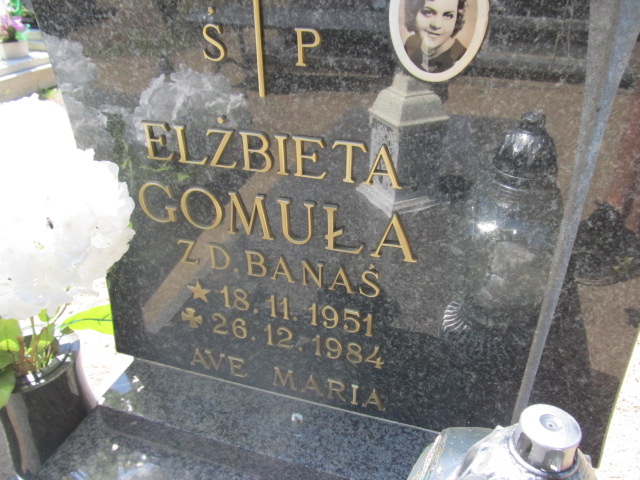 Ś P
ELŻBIETA
GOMUŁA
Z D. BANAŚ
★ 18.11.1951
✠ 26.12.1984
AVE MARIA